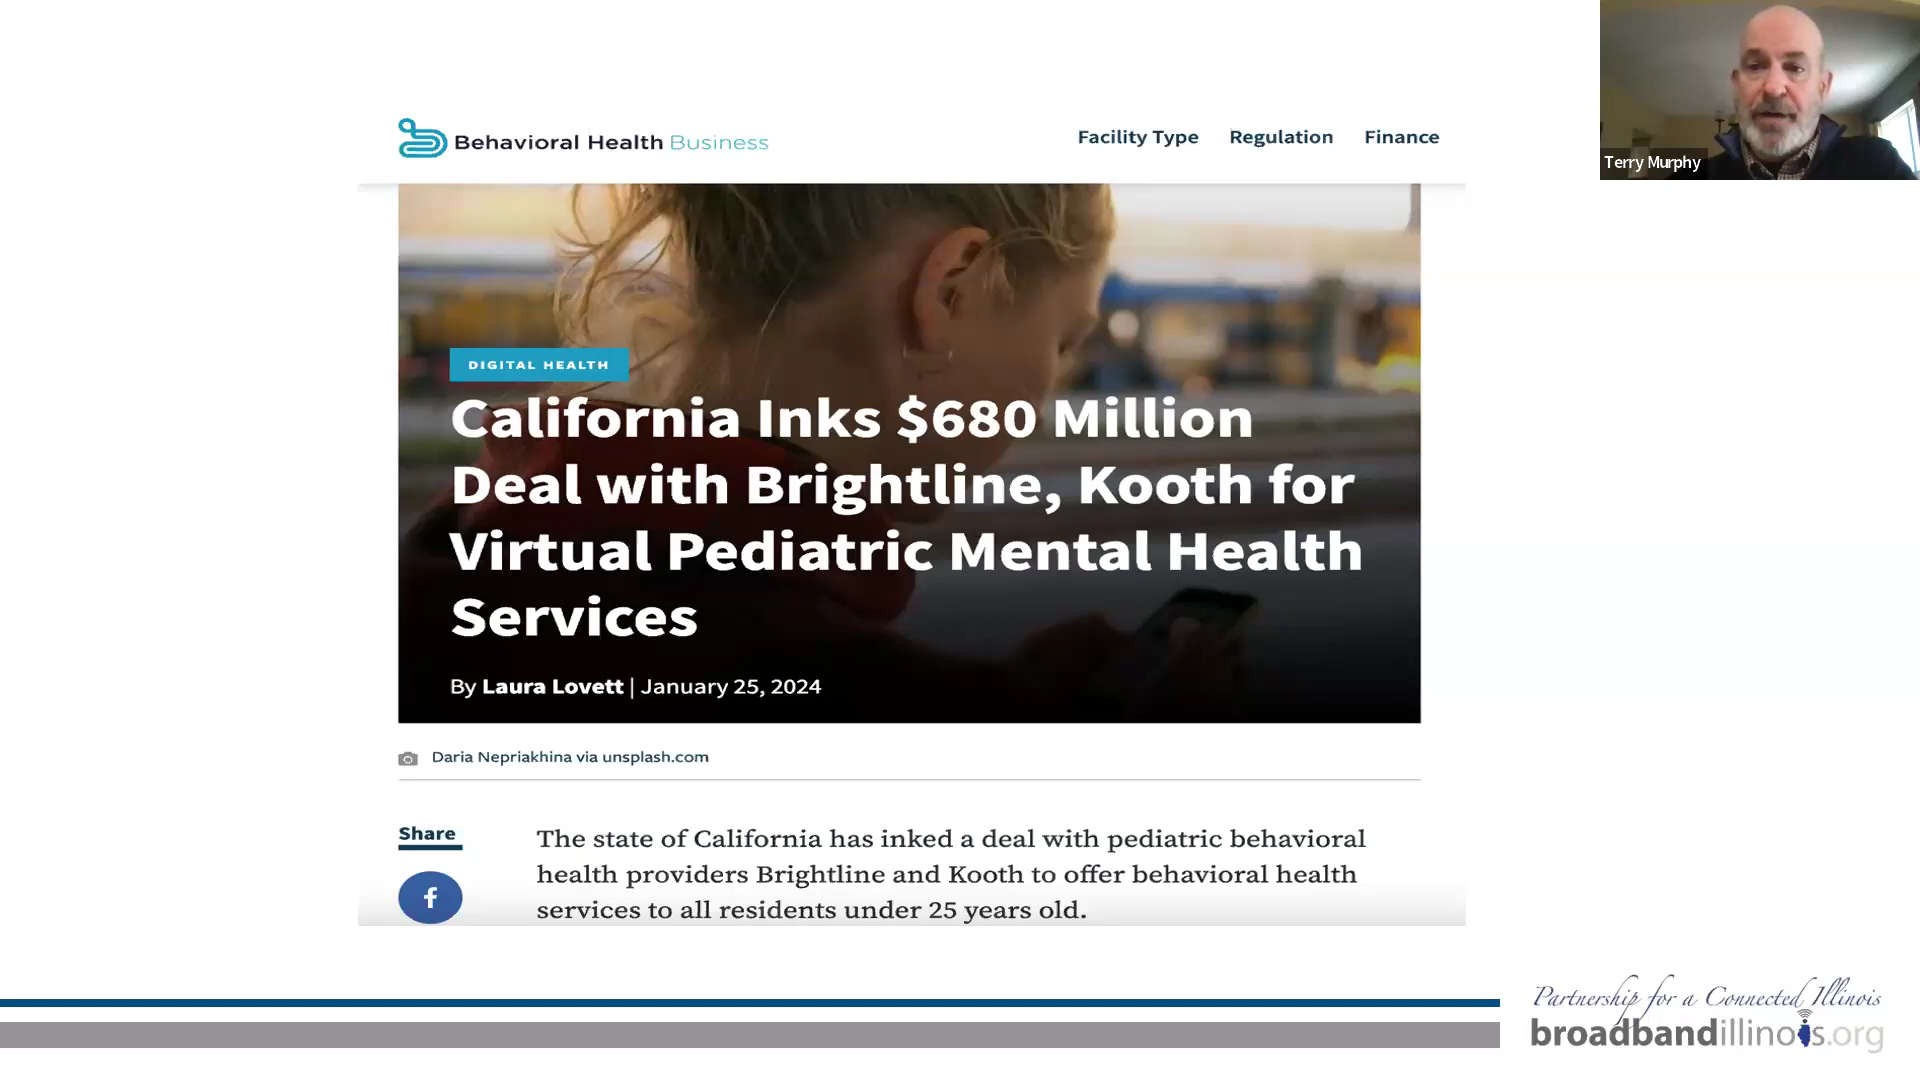 Behavioral Health Business
Facility Type Regulation Finance
Terry Murphy
DIGITAL HEALTH
California Inks $680 Million
Deal with Brightline, Kooth for
Virtual Pediatric Mental Health
Services
By Laura Lovett | January 25, 2024
Daria Nepriakhina via unsplash.com
Share
f
The state of California has inked a deal with pediatric behavioral
health providers Brightline and Kooth to offer behavioral health
services to all residents under 25 years old.
Partnership for a Connected Illinois
broadbandillinois.org